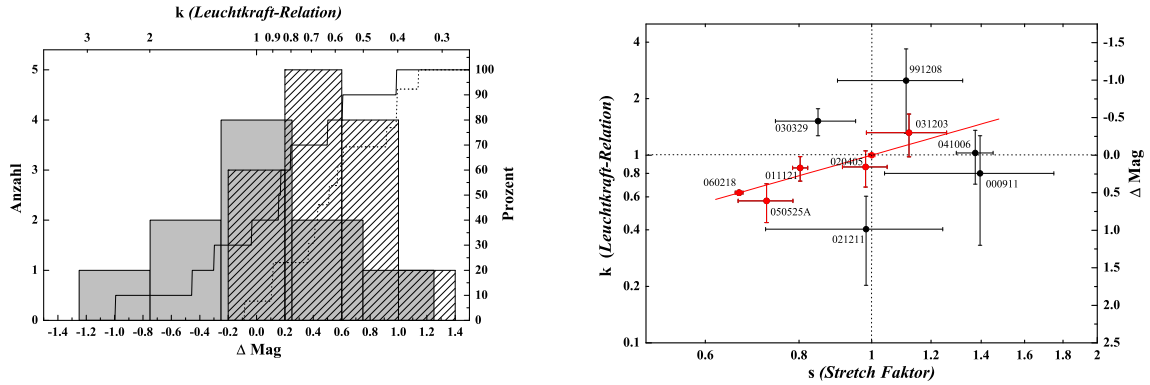 k (Leuchtkraft-Relation)
3 2 1 0.9 0.8 0.7 0.6 0.5 0.4 0.3
5 4 3 2 1 0
Anzahl
100 90 80 70 60 50 40 30 20 10 0
Prozent
-1.4 -1.2 -1.0 -0.8 -0.6 -0.4 -0.2 0.0 0.2 0.4 0.6 0.8 1.0 1.2 1.4
Δ Mag
4 2 1 0.8 0.6 0.4 0.2 0.1
k (Leuchtkraft-Relation)
991208
030329
031203
041006
020405
011121
060218
000911
050525A
021211
-1.5 -1.0 -0.5 0.0 0.5 1.0 1.5 2.0 2.5
Δ Mag
0.6 0.8 1 1.2 1.4 1.6 1.8 2
s (Stretch Faktor)